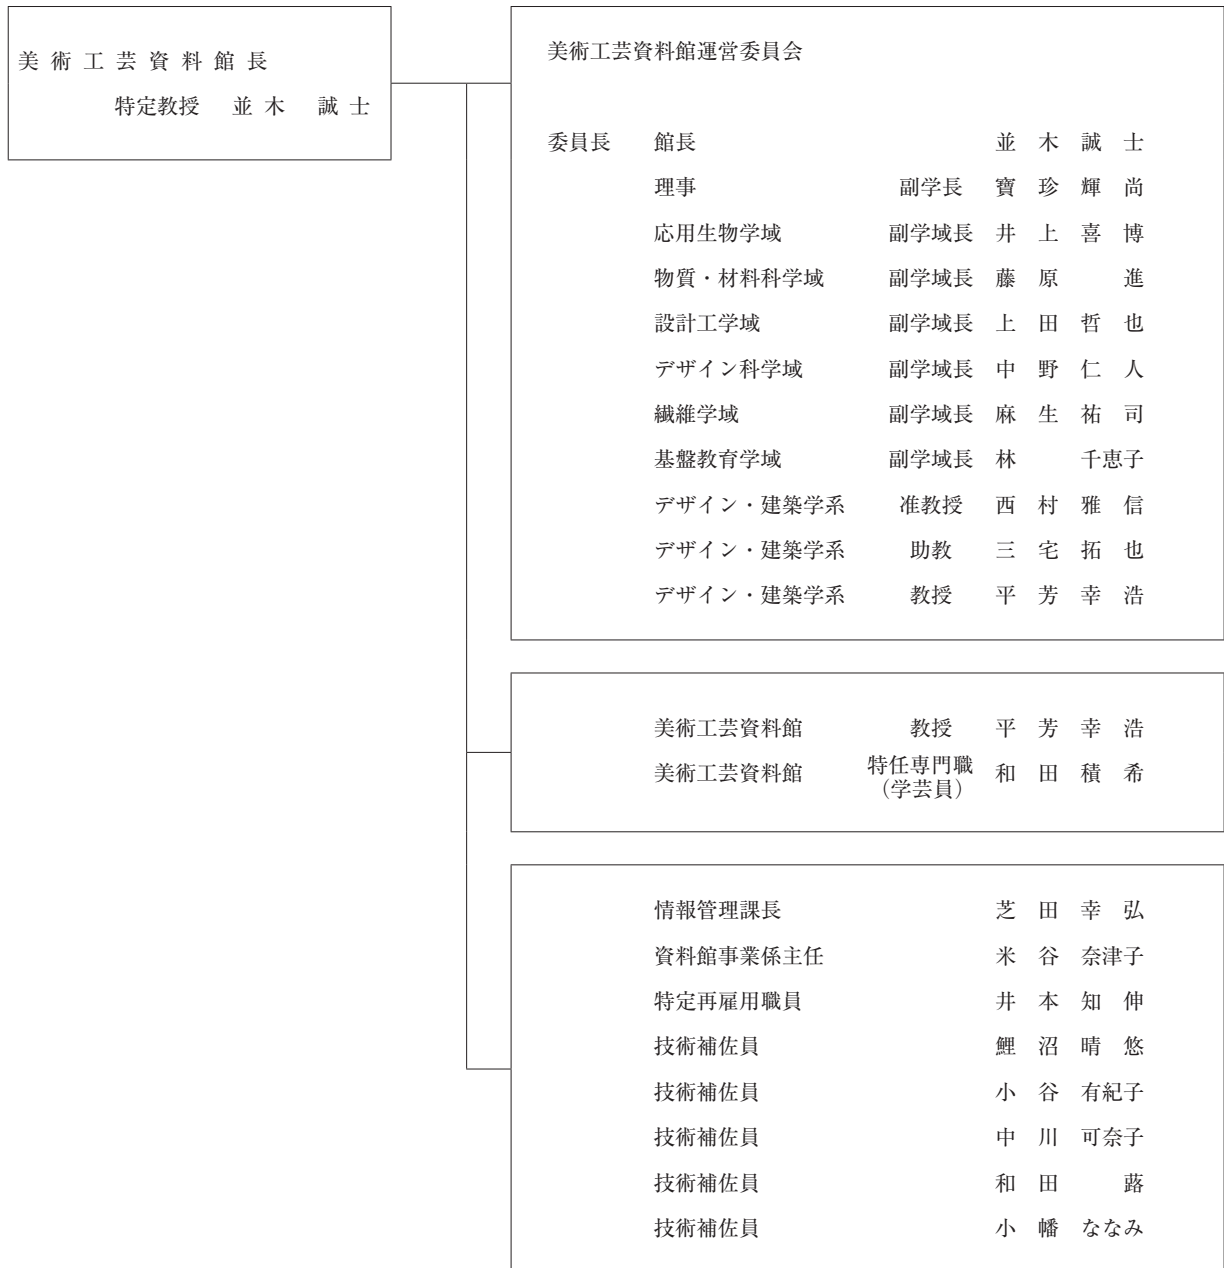 美術工芸資料館長
特定教授 並木 誠士
美術工芸資料館運営委員会
委員長 館長 並木誠士
理事 副学長 寶珍輝尚
応用生物学域 副学域長 井上喜博
物質・材料科学域 副学域長 藤原 進
設計工学域 副学域長 上田哲也
デザイン科学域 副学域長 中野仁人
繊維学域 副学域長 麻生祐司
基盤教育学域 副学域長 林 千恵子
デザイン・建築学系 准教授 西村雅信
デザイン・建築学系 助教 三宅拓也
デザイン・建築学系 教授 平芳幸浩
美術工芸資料館 教授 平芳幸浩
美術工芸資料館 特任専門職 和田積希
（学芸員）
情報管理課長 芝田幸弘
資料館事業係主任 米谷奈津子
特定再雇用職員 井本知伸
技術補佐員 鯉沼晴悠
技術補佐員 小谷有紀子
技術補佐員 中川可奈子
技術補佐員 和田 蕗
技術補佐員 小幡ななみ